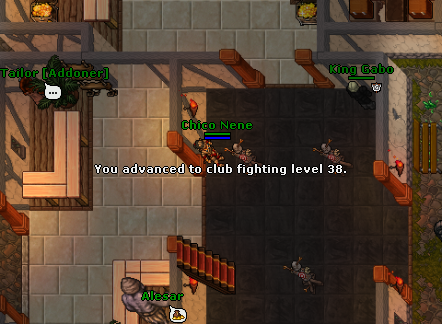 Tailor [Addoner]
King Gabo
Chico Nene
You advanced to club fighting level 38.
Alesar